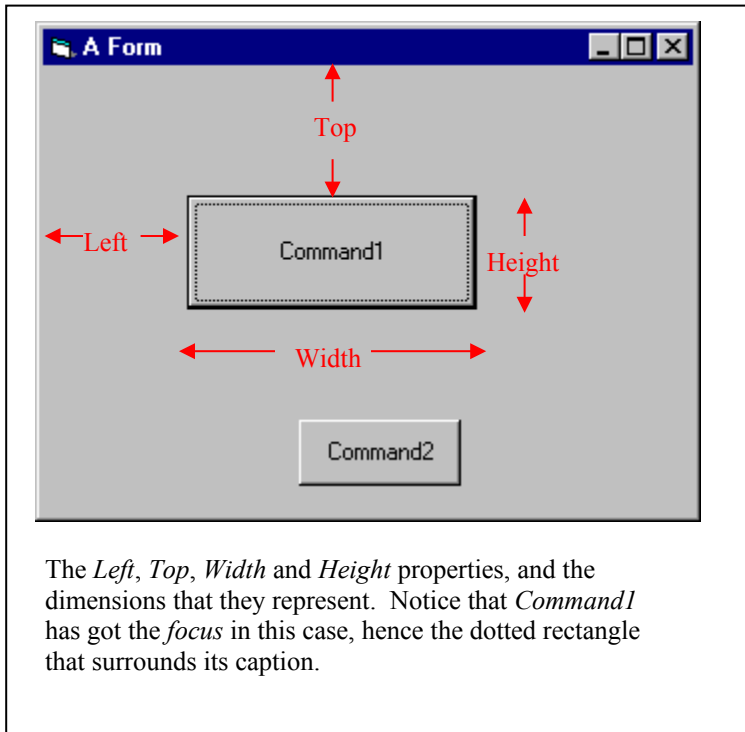 A Form
Top
Left
Command1
Height
Width
Command2
The Left, Top, Width and Height properties, and the
dimensions that they represent.  Notice that Command1
has got the focus in this case, hence the dotted rectangle
that surrounds its caption.